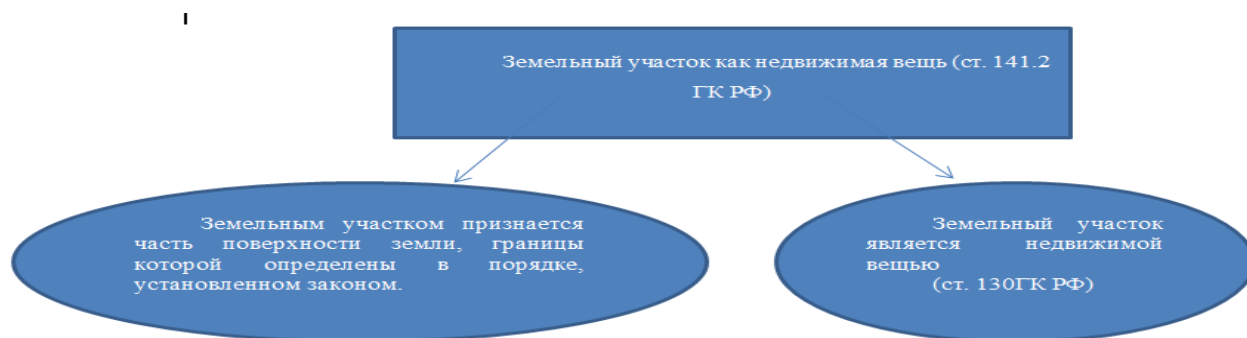 Земельный участок как недвижимая вещь (ст. 141.2
ГК РФ)
Земельным участком признается
часть поверхности земли, границы
которой определены в порядке,
установленном законом.
Земельный участок
является недвижимой
вещью
(ст. 130ГК РФ)